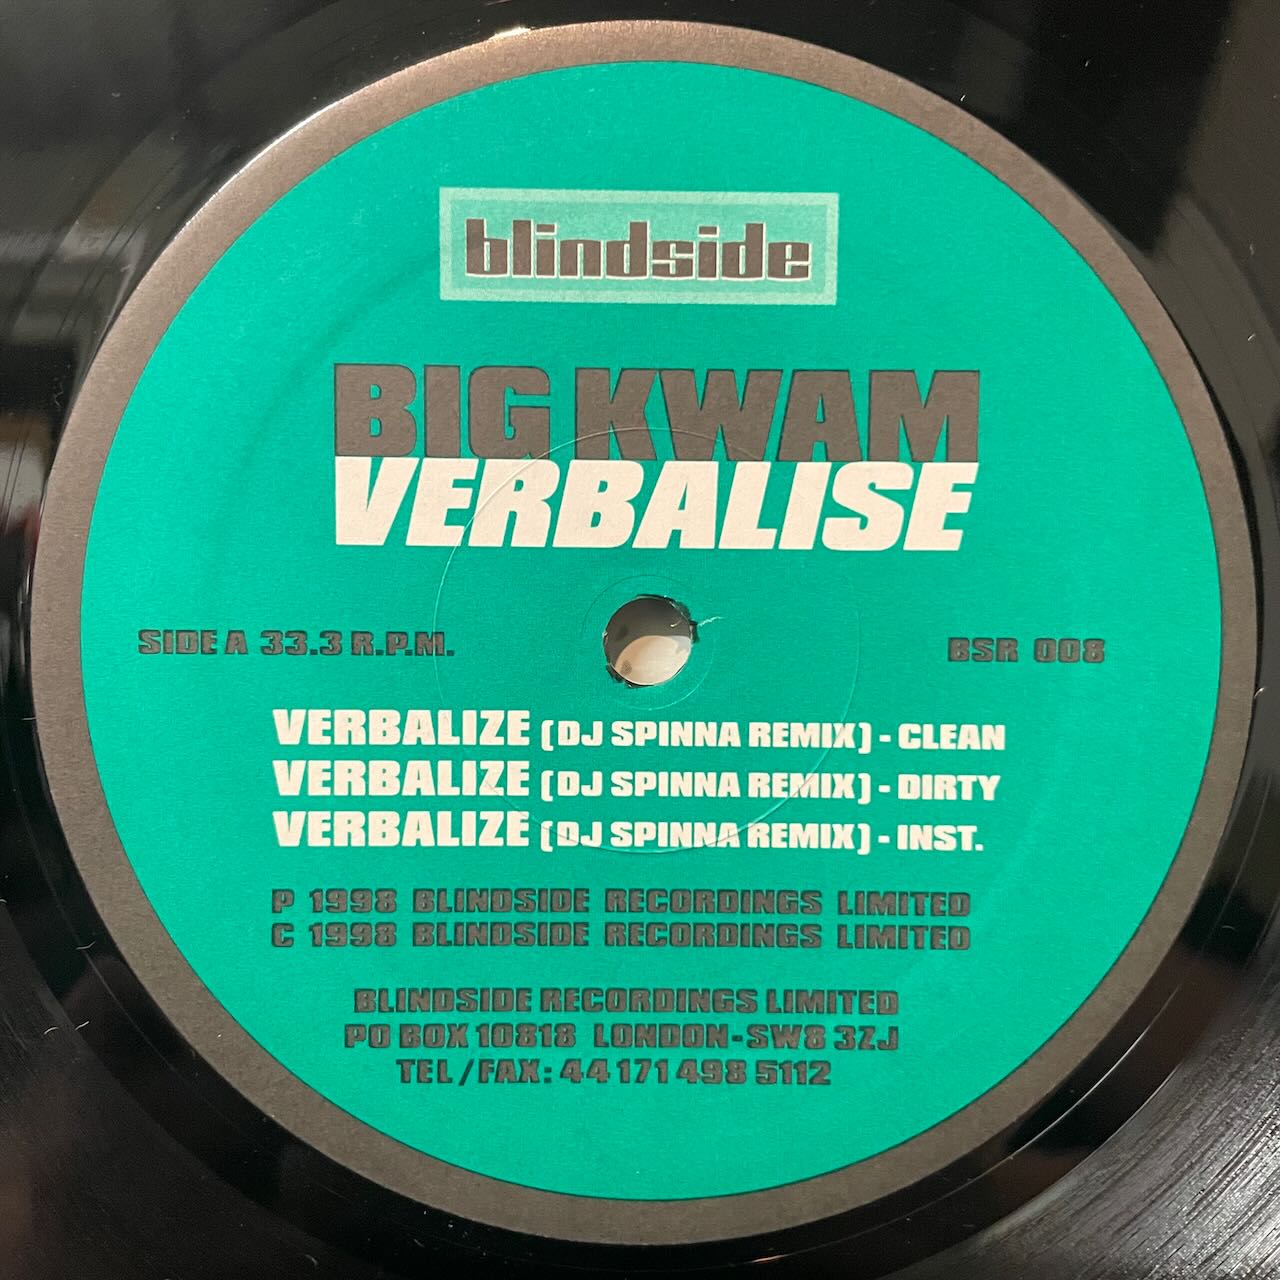 blindside
BIG KWAM
VERBALISE
SIDE A 33.3 R.P.M.
BSR 008
VERBALIZE (DJ SPINNA REMIX) - CLEAN
VERBALIZE (DJ SPINNA REMIX) - DIRTY
VERBALIZE (DJ SPINNA REMIX) - INST.
P 1998 BLINDSIDE RECORDINGS LIMITED
C 1998 BLINDSIDE RECORDINGS LIMITED
BLINDSIDE RECORDINGS LIMITED
PO BOX 10818 LONDON-SW8 3ZJ
TEL/FAX: 44 171 498 5112